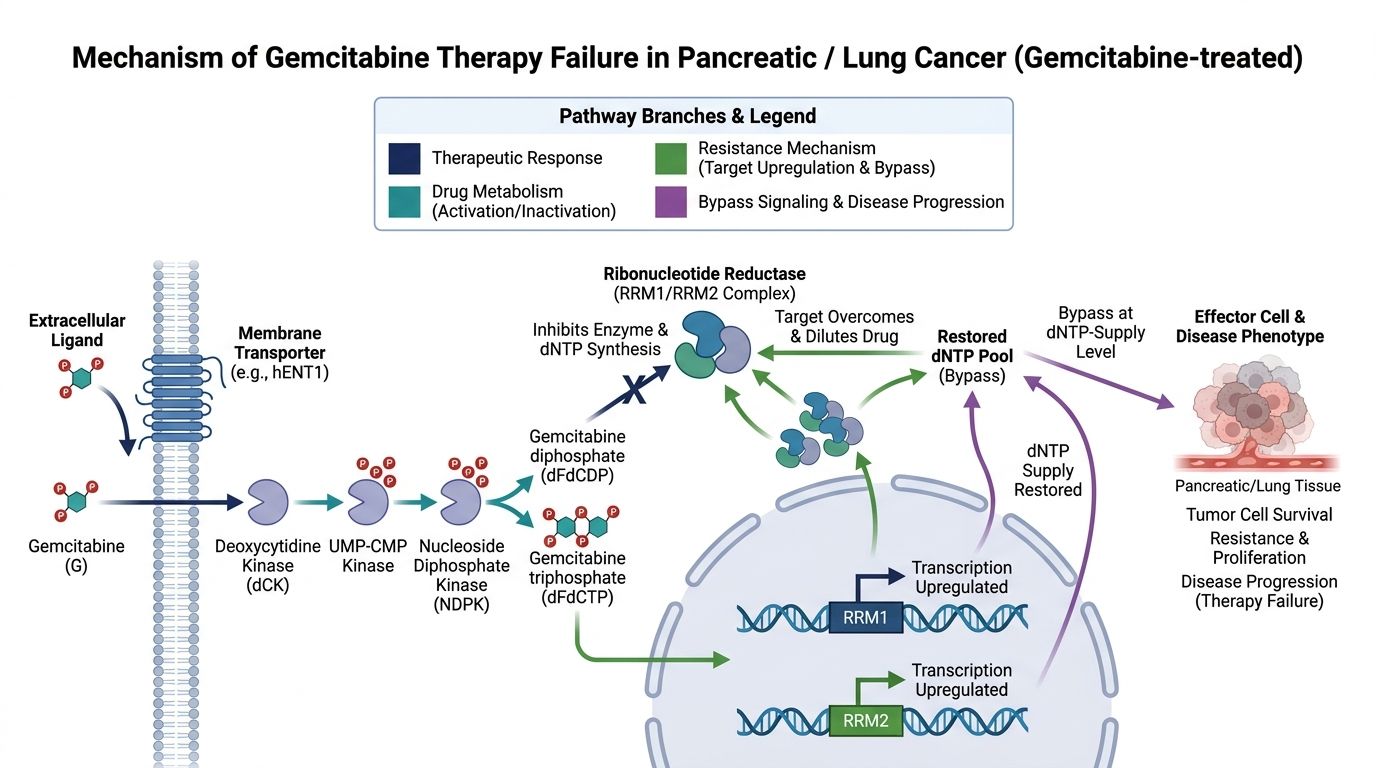 Mechanism of Gemcitabine Therapy Failure in Pancreatic / Lung Cancer (Gemcitabine-treated)
Pathway Branches & Legend
Therapeutic Response
Drug Metabolism
(Activation/Inactivation)
Resistance Mechanism
(Target Upregulation & Bypass)
Bypass Signaling & Disease Progression
Extracellular
Ligand
P
P
P
Membrane
Transporter
(e.g., hENT1)
P
P
P
Gemcitabine
(G)
Deoxycytidine
Kinase
(dCK)
P
P
P
P
UMP-CMP
Kinase
P
P
P
P
Nucleoside
Diphosphate
Kinase
(NDPK)
Inhibits Enzyme &
dNTP Synthesis
X
Gemcitabine
diphosphate
(dFdCDP)
P
P
P
P
P
P
Gemcitabine
triphosphate
(dFdCTP)
Ribonucleotide Reductase
(RRM1/RRM2 Complex)
Target Overcomes
& Dilutes Drug
Restored
dNTP Pool
(Bypass)
Bypass at
dNTP-Supply
Level
dNTP
Supply
Restored
Transcription
Upregulated
RRM1
Transcription
Upregulated
RRM2
Effector Cell &
Disease Phenotype
Pancreatic/Lung Tissue
Tumor Cell Survival
Resistance &
Proliferation
Disease Progression
(Therapy Failure)